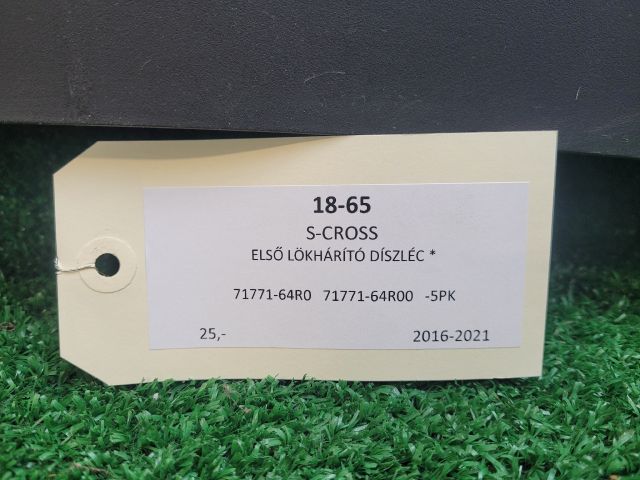 18-65
S-CROSS
ELSŐ LÖKHÁRÍTÓ DÍSZLÉC *
71771-64R0 71771-64R00 -5PK
25,- 2016-2021